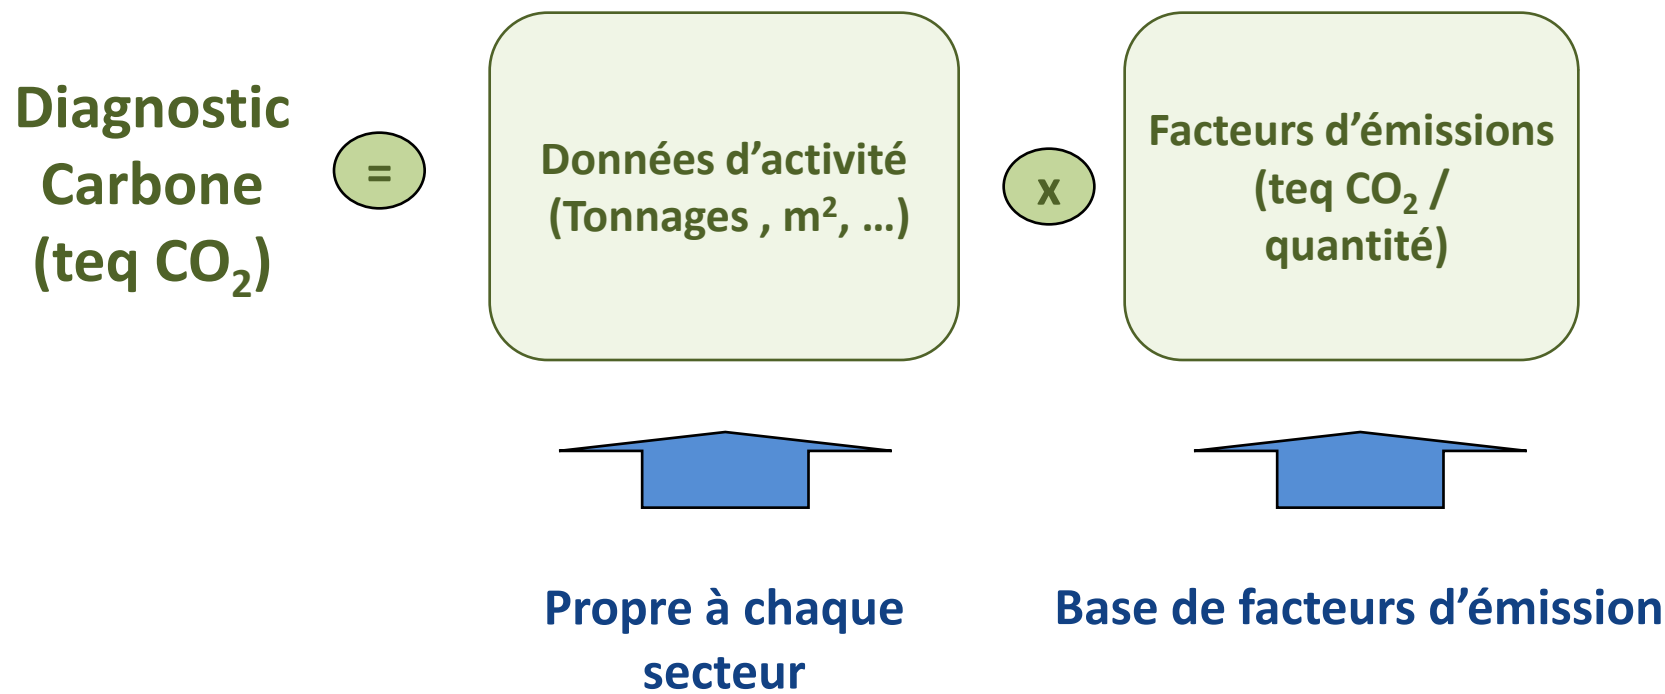 Diagnostic
Carbone
(teq CO₂)
=
Données d’activité
(Tonnages , m², …)
x
Facteurs d’émissions
(teq CO₂ /
quantité)
Propre à chaque
secteur
Base de facteurs d’émission